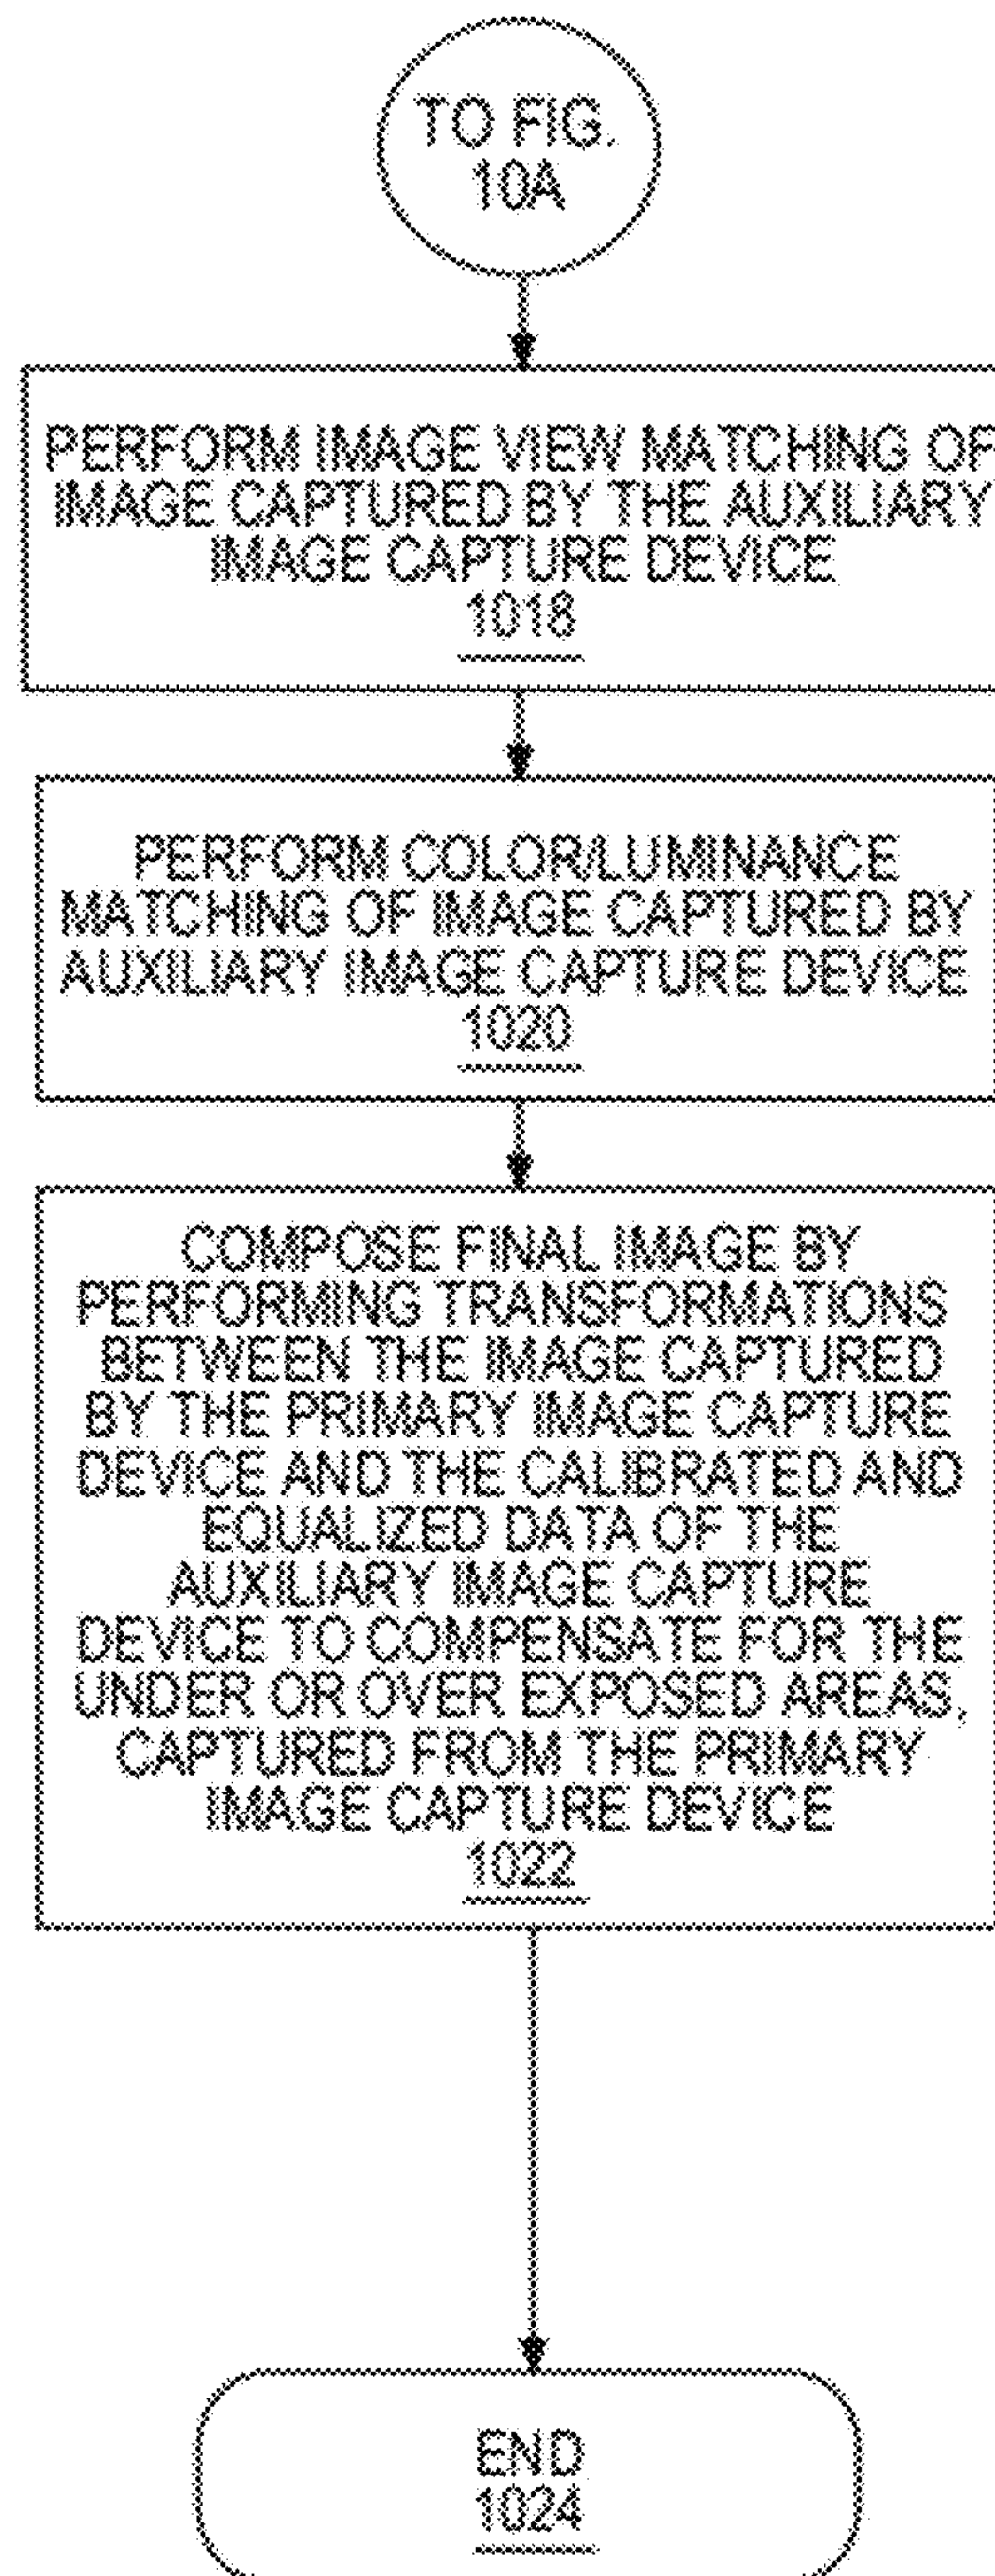 TO FIG.
10A
PERFORM IMAGE VIEW MATCHING OF
IMAGE CAPTURED BY THE AUXILIARY
IMAGE CAPTURE DEVICE
1018
PERFORM COLOR/LUMINANCE
MATCHING OF IMAGE CAPTURED BY
AUXILIARY IMAGE CAPTURE DEVICE
1020
COMPOSE FINAL IMAGE BY
PERFORMING TRANSFORMATIONS
BETWEEN THE IMAGE CAPTURED
BY THE PRIMARY IMAGE CAPTURE
DEVICE AND THE CALIBRATED AND
EQUALIZED DATA OF THE
AUXILIARY IMAGE CAPTURE
DEVICE TO COMPENSATE FOR THE
UNDER OR OVER EXPOSED AREAS,
CAPTURED FROM THE PRIMARY
IMAGE CAPTURE DEVICE
1022
END
1024